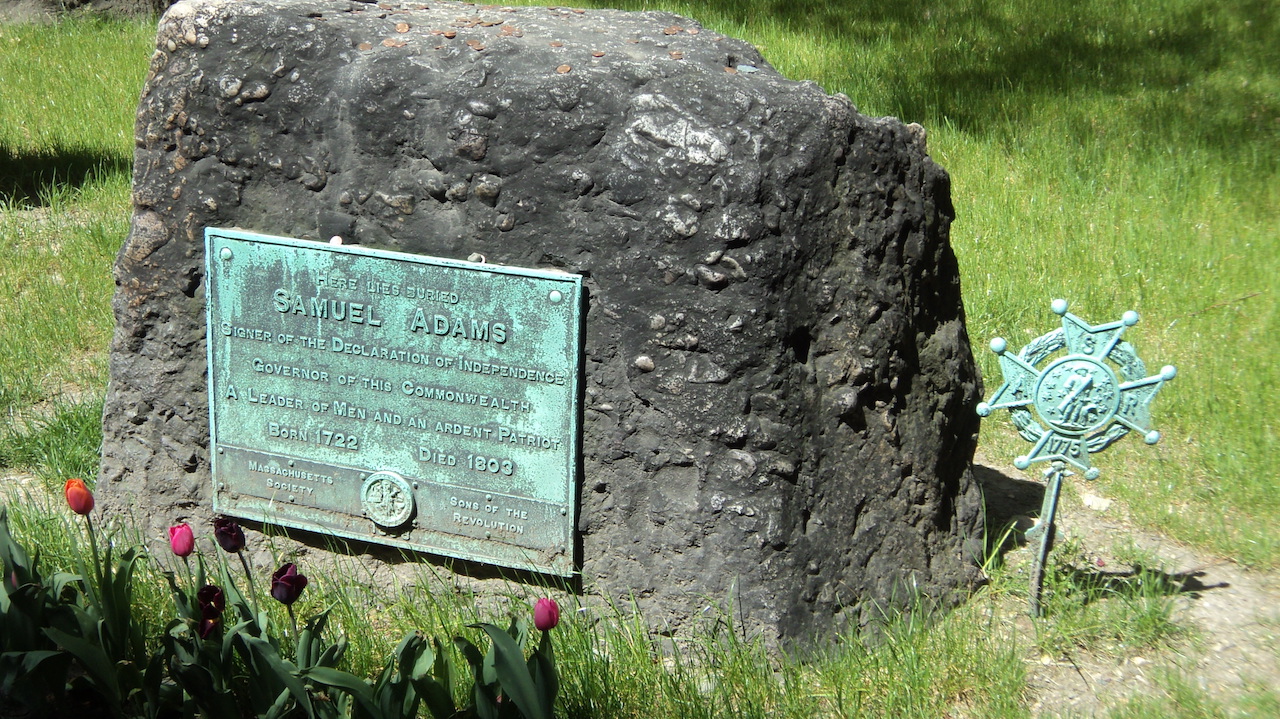 HERE LIES BURIED
SAMUEL ADAMS
SIGNER OF THE DECLARATION OF INDEPENDENCE
GOVERNOR OF THIS COMMONWEALTH
A LEADER OF MEN AND AN ARDENT PATRIOT
BORN 1722 DIED 1803
MASSACHUSETTS
SOCIETY
SONS OF THE
REVOLUTION
S
A R
1775